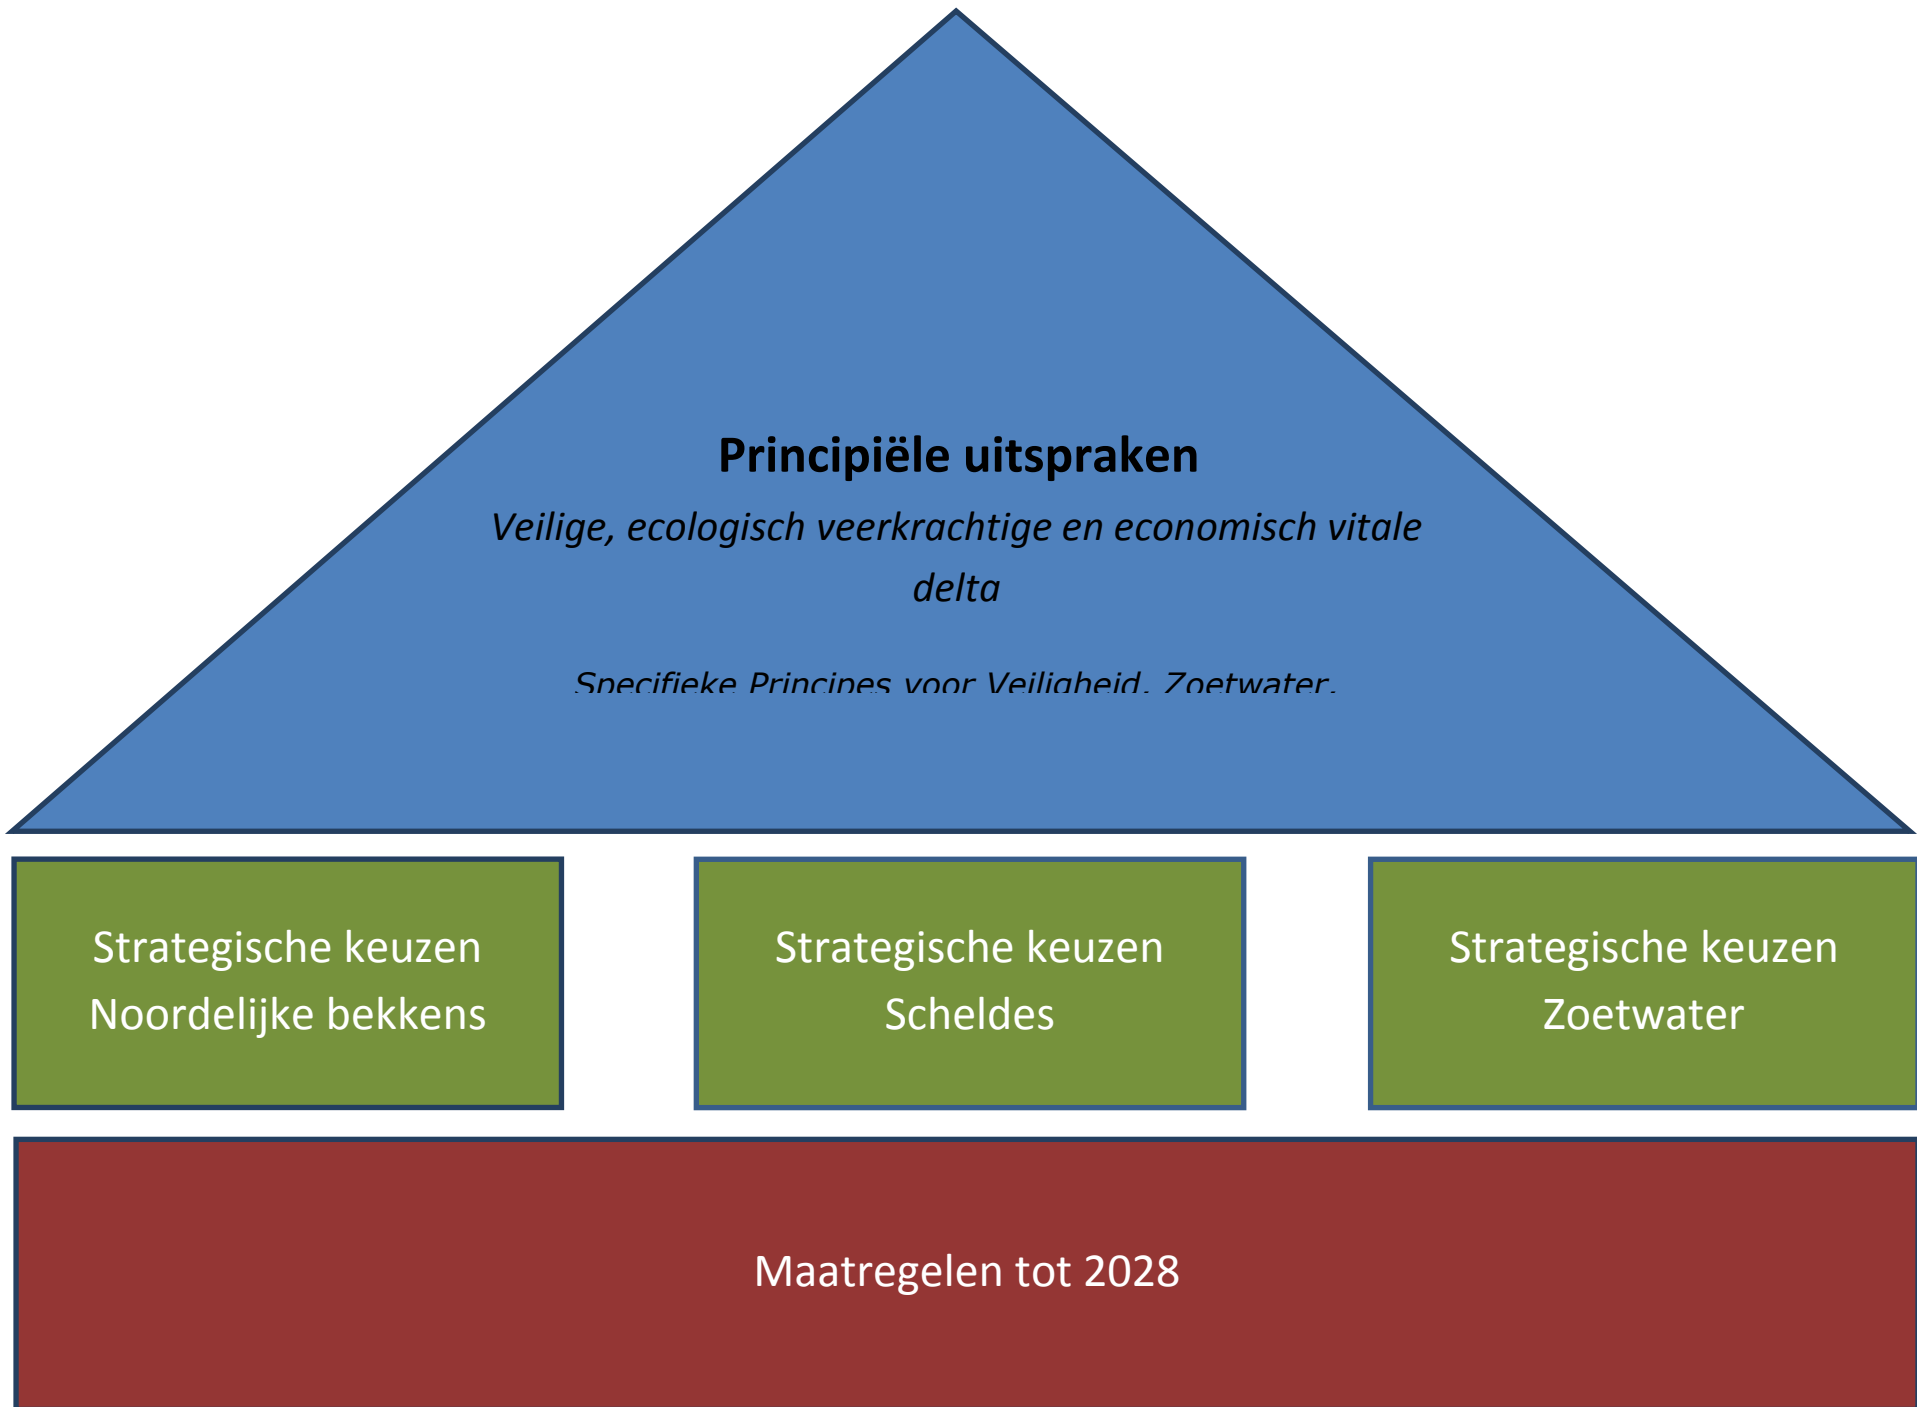 Principiële uitspraken
Veilige, ecologisch veerkrachtige en economisch vitale
delta
Specifieke Principes voor Veiligheid, Zoetwater,
Strategische keuzen
Noordelijke bekkens
Strategische keuzen
Scheldes
Strategische keuzen
Zoetwater
Maatregelen tot 2028